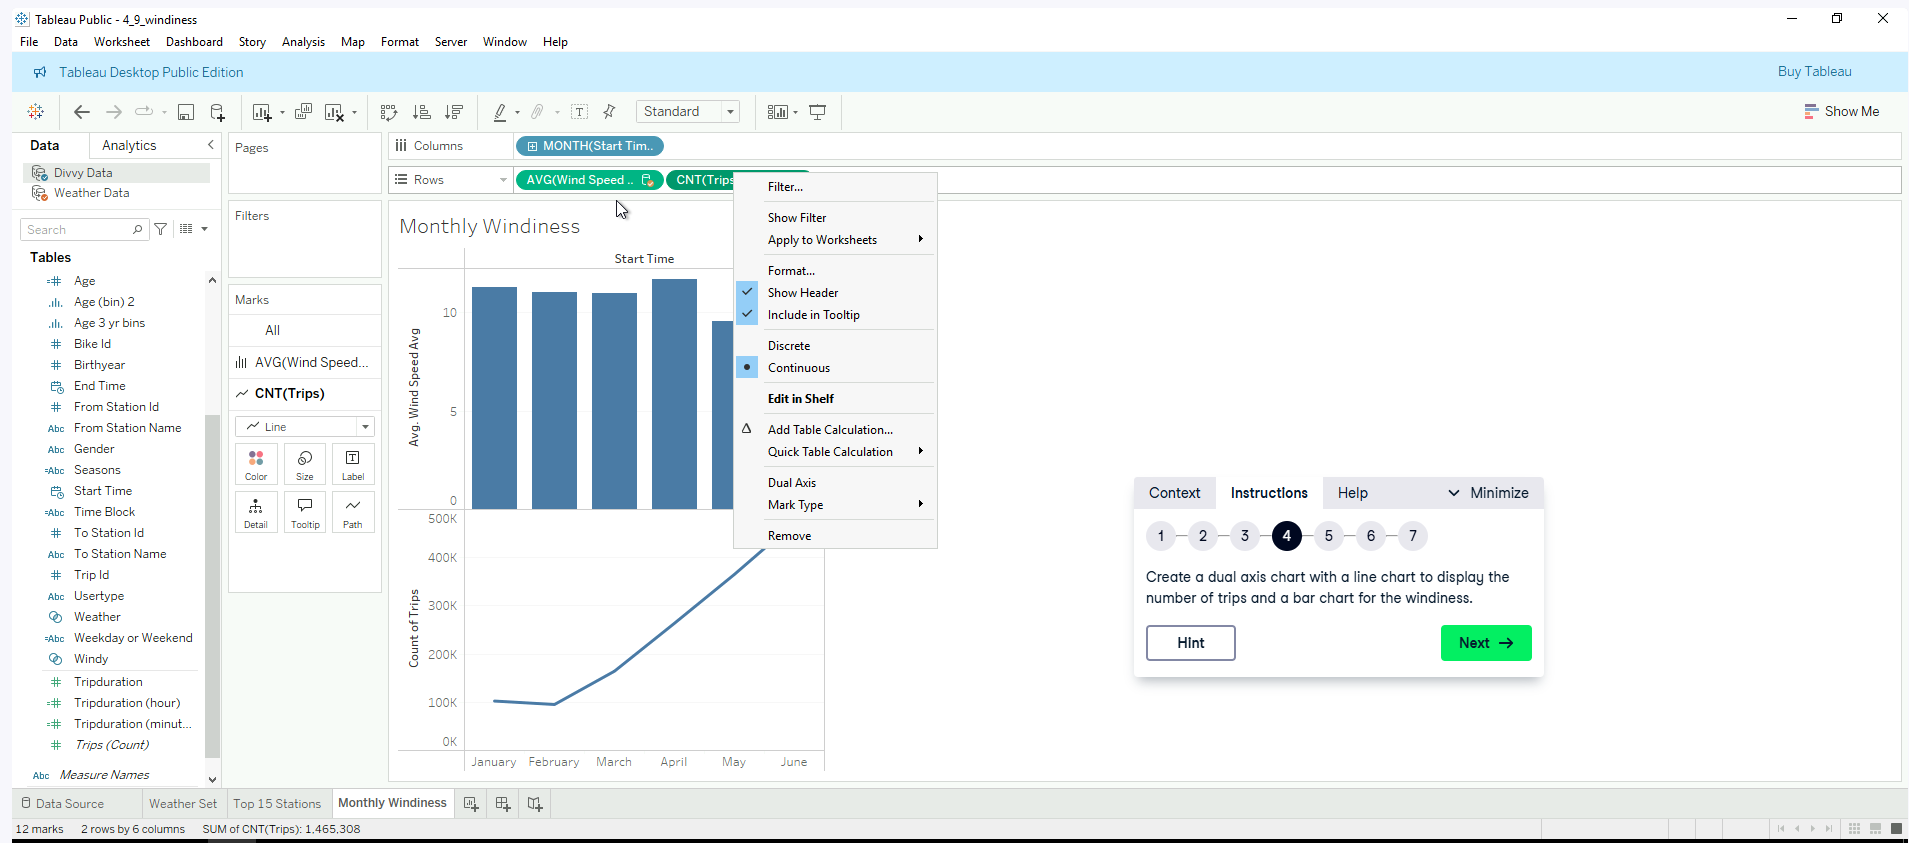 Tableau Public - 4_9_windiness
File Data Worksheet Dashboard Story Analysis Map Format Server Window Help
Tableau Desktop Public Edition
Buy Tableau
Standard
Show Me
Data
Analytics
Divvy Data
Weather Data
Search
Tables
Age
Age (bin) 2
Age 3 yr bins
Bike Id
Birthyear
End Time
From Station Id
Abc From Station Name
Abc Gender
=Abc Seasons
Start Time
=Abc Time Block
To Station Id
Abc To Station Name
Trip Id
Abc Usertype
Weather
=Abc Weekday or Weekend
Windy
Tripduration
Tripduration (hour)
Tripduration (minut...
Trips (Count)
Abc Measure Names
Pages
Filters
Marks
All
AVG(Wind Speed...
CNT(Trips)
Line
Color
Size
Label
Detail
Tooltip
Path
Columns
MONTH(Start Tim..
Rows
AVG(Wind Speed ..
CNT(Trips
Monthly Windiness
Start Time
Avg. Wind Speed Avg
10
5
0
Count of Trips
500K
400K
300K
200K
100K
0K
January February March April May June
Filter...
Show Filter
Apply to Worksheets
Format...
Show Header
Include in Tooltip
Discrete
Continuous
Edit in Shelf
Add Table Calculation...
Quick Table Calculation
Dual Axis
Mark Type
Remove
Context
Instructions
Help
Minimize
1 2 3 4 5 6 7
Create a dual axis chart with a line chart to display the
number of trips and a bar chart for the windiness.
HInt
Next
Data Source
Weather Set
Top 15 Stations
Monthly Windiness
12 marks 2 rows by 6 columns SUM of CNT(Trips): 1,465,308